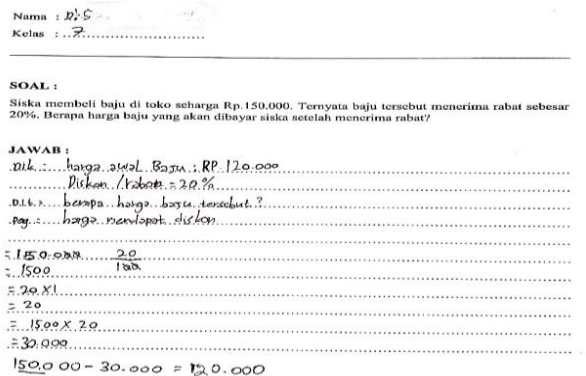 Nama : D.S
Kelas : 7
SOAL :
Siska membeli baju di toko seharga Rp.150.000. Ternyata baju tersebut menerima rabat sebesar
20%. Berapa harga baju yang akan dibayar siska setelah menerima rabat?
JAWAB :
Dik : harga awal Baju : RP 120.000
Diskon / rabat = 20 %
berapa harga baju tersebut ?
harga mendapat diskon
= 150.000 20/100
= 1500
= 20 X 1
= 20
= 1500 X 20
= 30.000
150.000 - 30.000 = 120.000